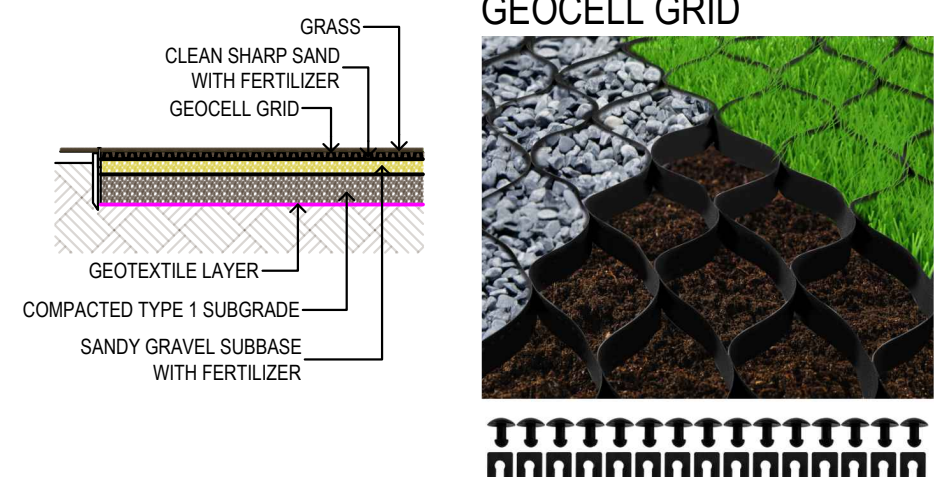 GRASS
CLEAN SHARP SAND
WITH FERTILIZER
GEOCELL GRID
GEOTEXTILE LAYER
COMPACTED TYPE 1 SUBGRADE
SANDY GRAVEL SUBBASE
WITH FERTILIZER
GEOCELL GRID